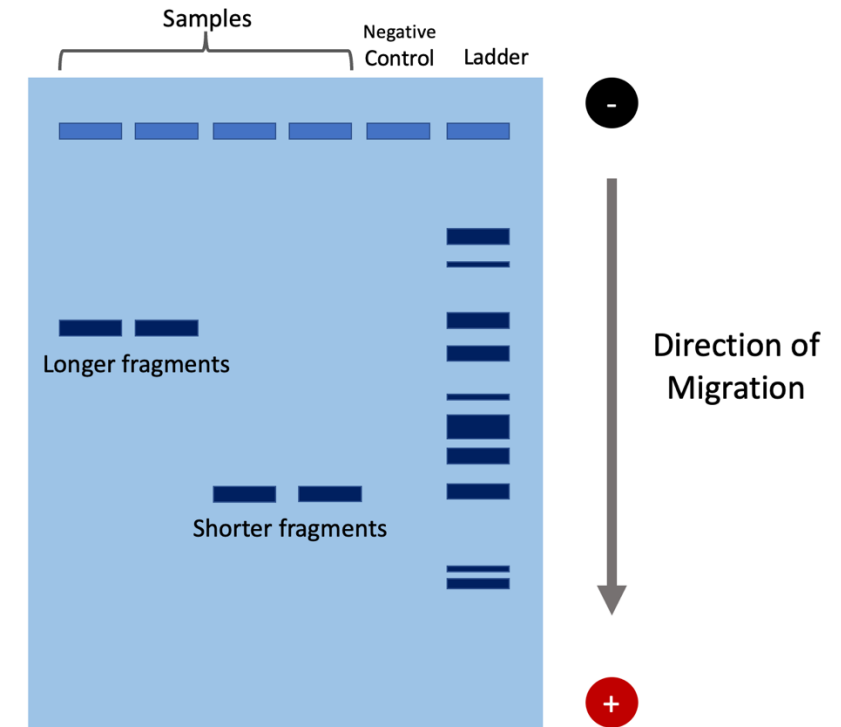 Samples
Negative
Control
Ladder
-
Longer fragments
Direction of
Migration
Shorter fragments
+